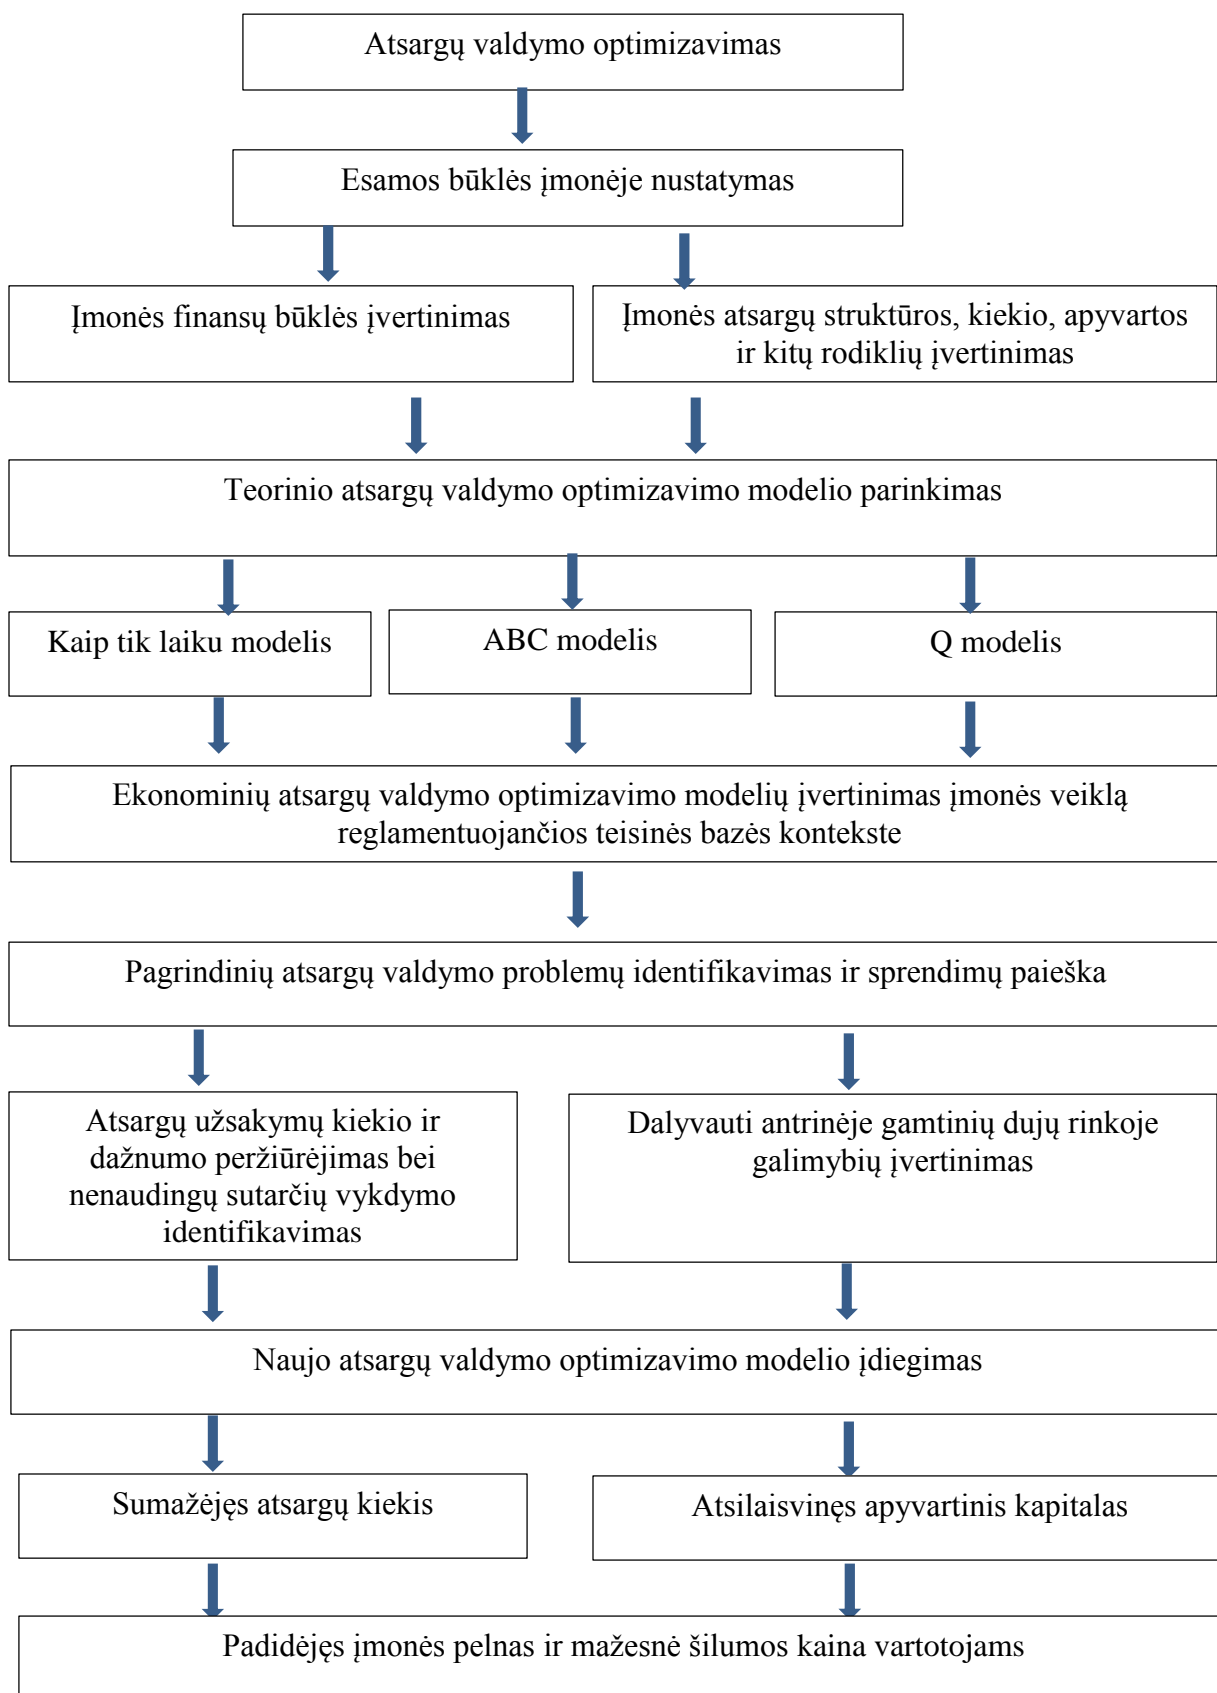 Atsargų valdymo optimizavimas
Esamos būklės įmonėje nustatymas
Įmonės finansų būklės įvertinimas
Įmonės atsargų struktūros, kiekio, apyvartos
ir kitų rodiklių įvertinimas
Teorinio atsargų valdymo optimizavimo modelio parinkimas
Kaip tik laiku modelis
ABC modelis
Q modelis
Ekonominių atsargų valdymo optimizavimo modelių įvertinimas įmonės veiklą
reglamentuojančios teisinės bazės kontekste
Pagrindinių atsargų valdymo problemų identifikavimas ir sprendimų paieška
Atsargų užsakymų kiekio ir
dažnumo peržiūrėjimas bei
nenaudingų sutarčių vykdymo
identifikavimas
Dalyvauti antrinėje gamtinių dujų rinkoje
galimybių įvertinimas
Naujo atsargų valdymo optimizavimo modelio įdiegimas
Sumažėjęs atsargų kiekis
Atsilaisvinęs apyvartinis kapitalas
Padidėjęs įmonės pelnas ir mažesnė šilumos kaina vartotojams